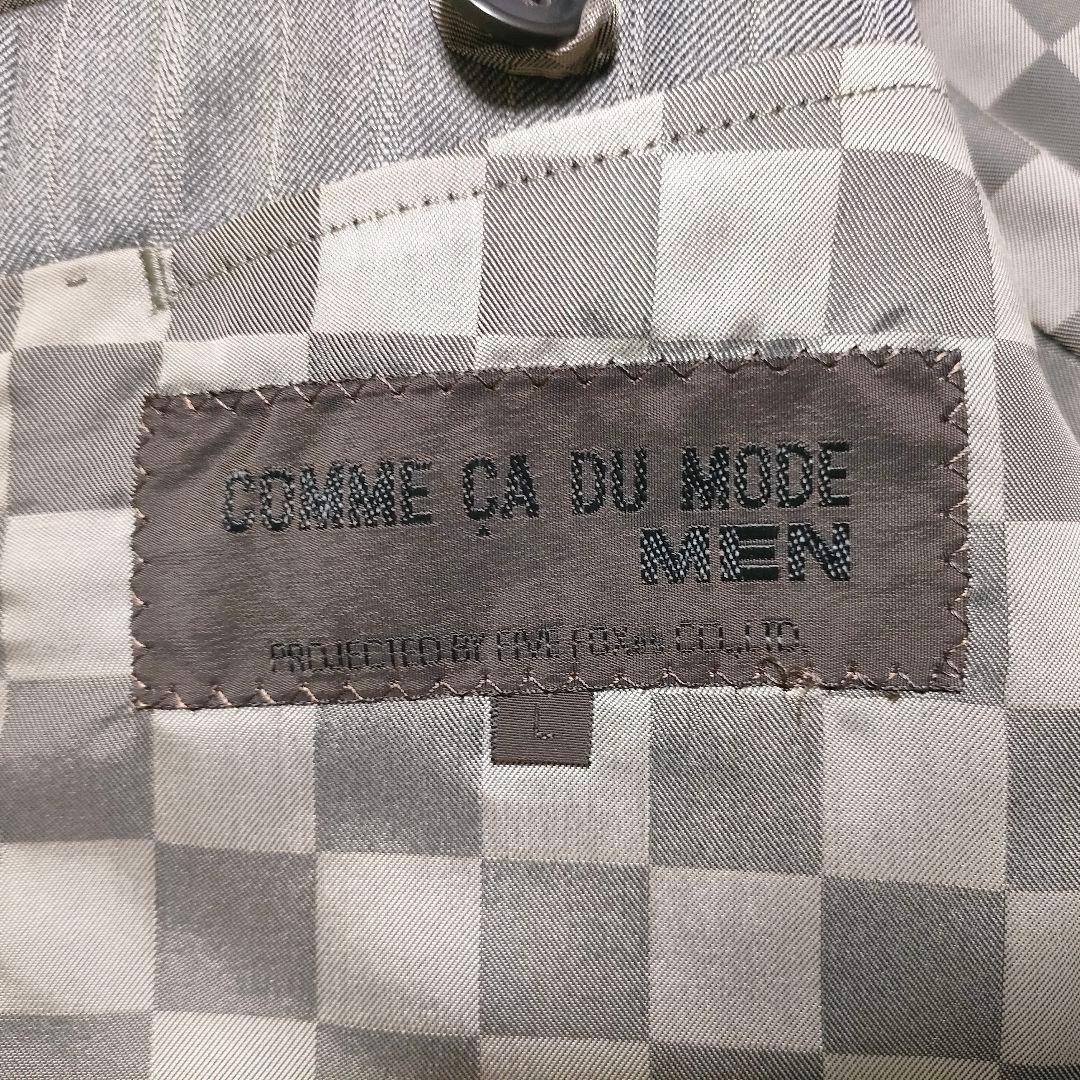 COMME ÇA DU MODE
MEN
PROJECTED BY FIVE FOXes CO.,LTD.
L